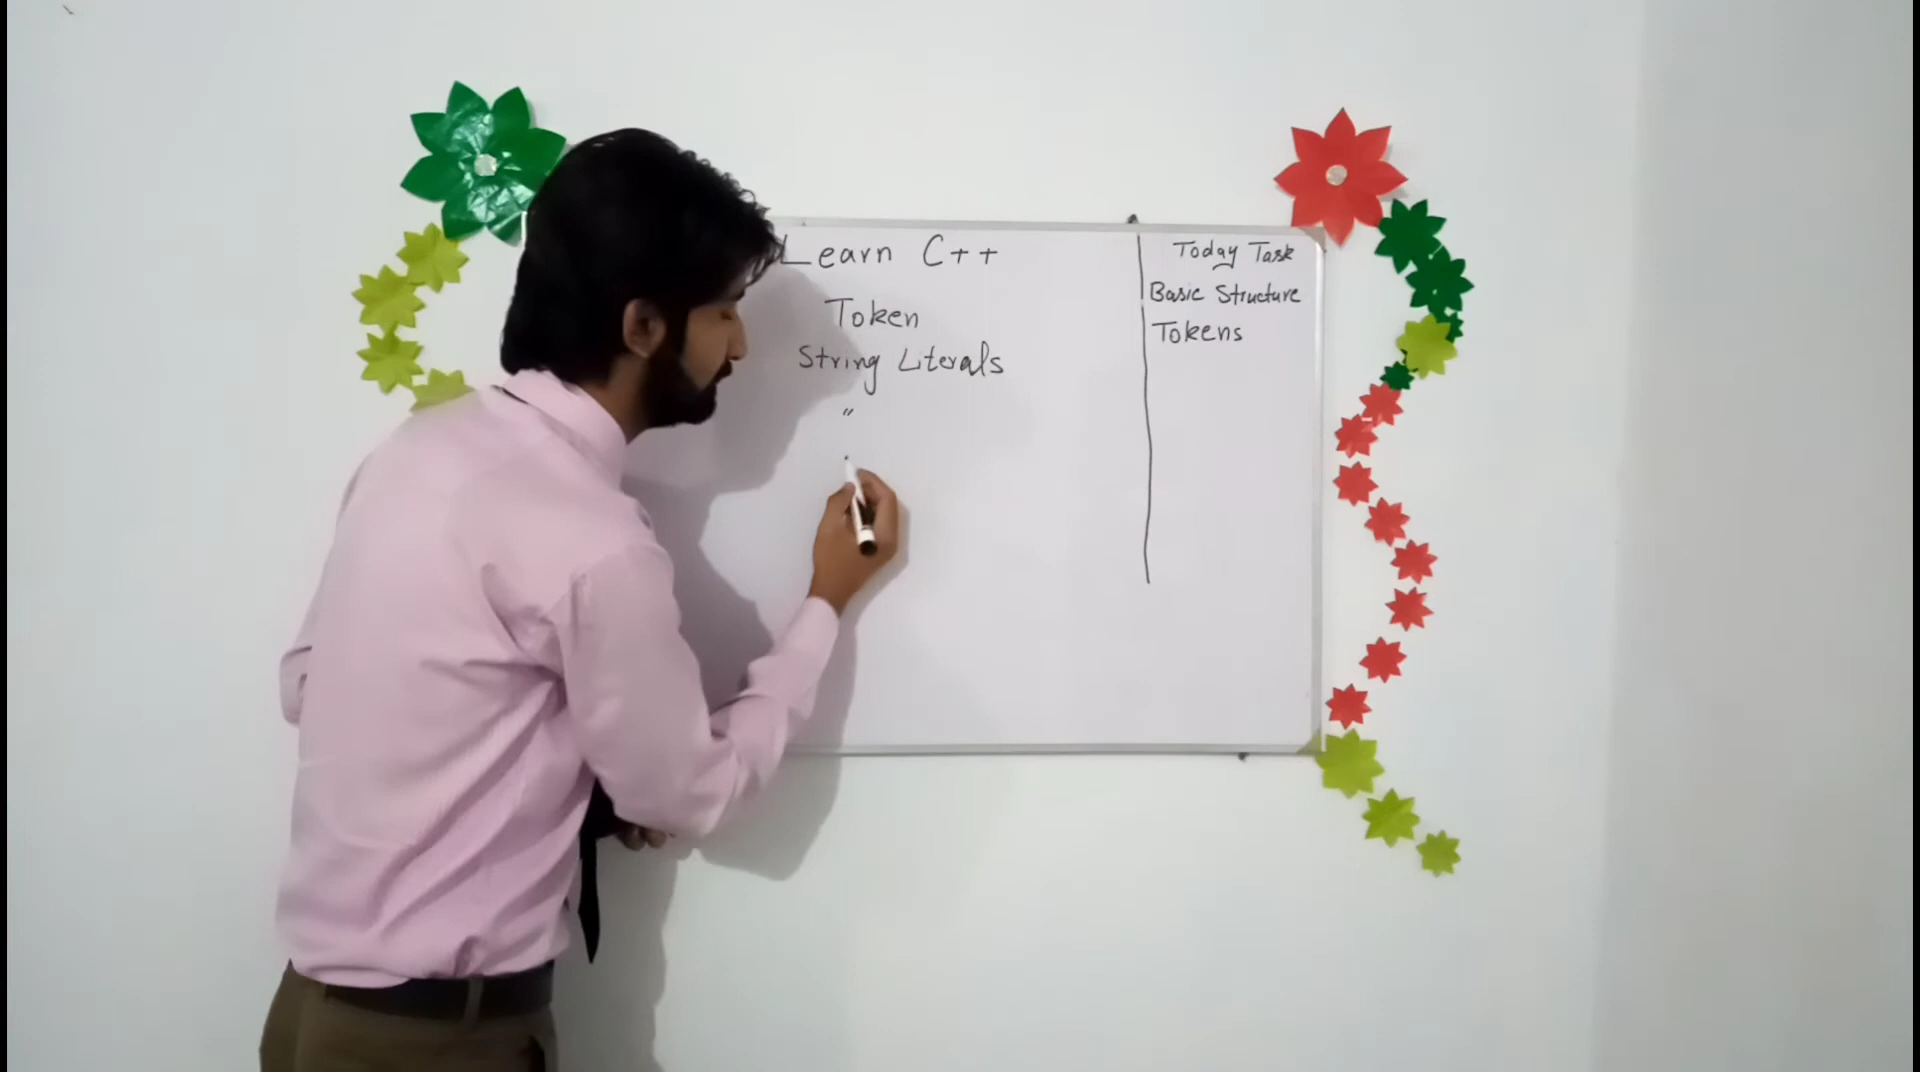 Learn C++
Token
String Literals
"
Today Task
Basic Structure
Tokens